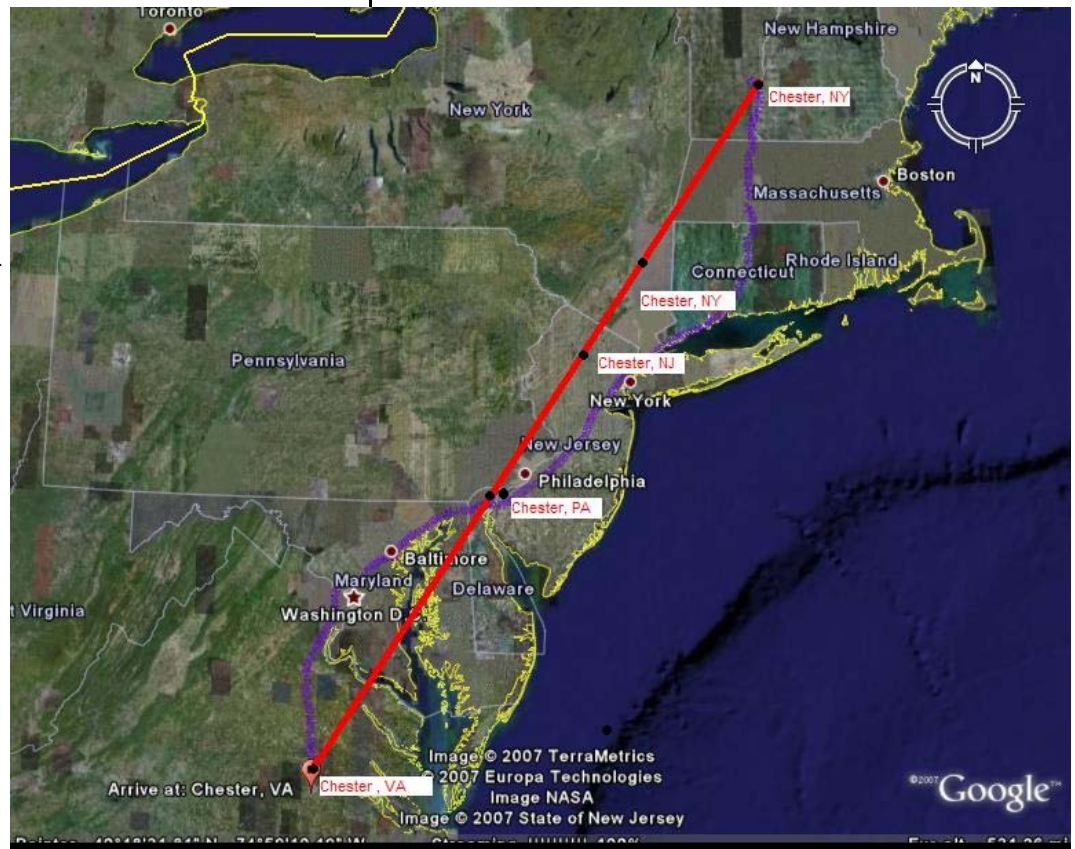 Toronto
New Hampshire
N
Chester, NY
New York
Boston
Massachusetts
Rhode Island
Connecticut
Chester, NY
Pennsylvania
Chester, NJ
New York
New Jersey
Philadelphia
Chester, PA
Baltimore
Maryland
Delaware
t Virginia
Washington D.C.
Image © 2007 TerraMetrics
© 2007 Europa Technologies
Arrive at: Chester, VA
Chester , VA
Image NASA
©2007 Google™
Image © 2007 State of New Jersey